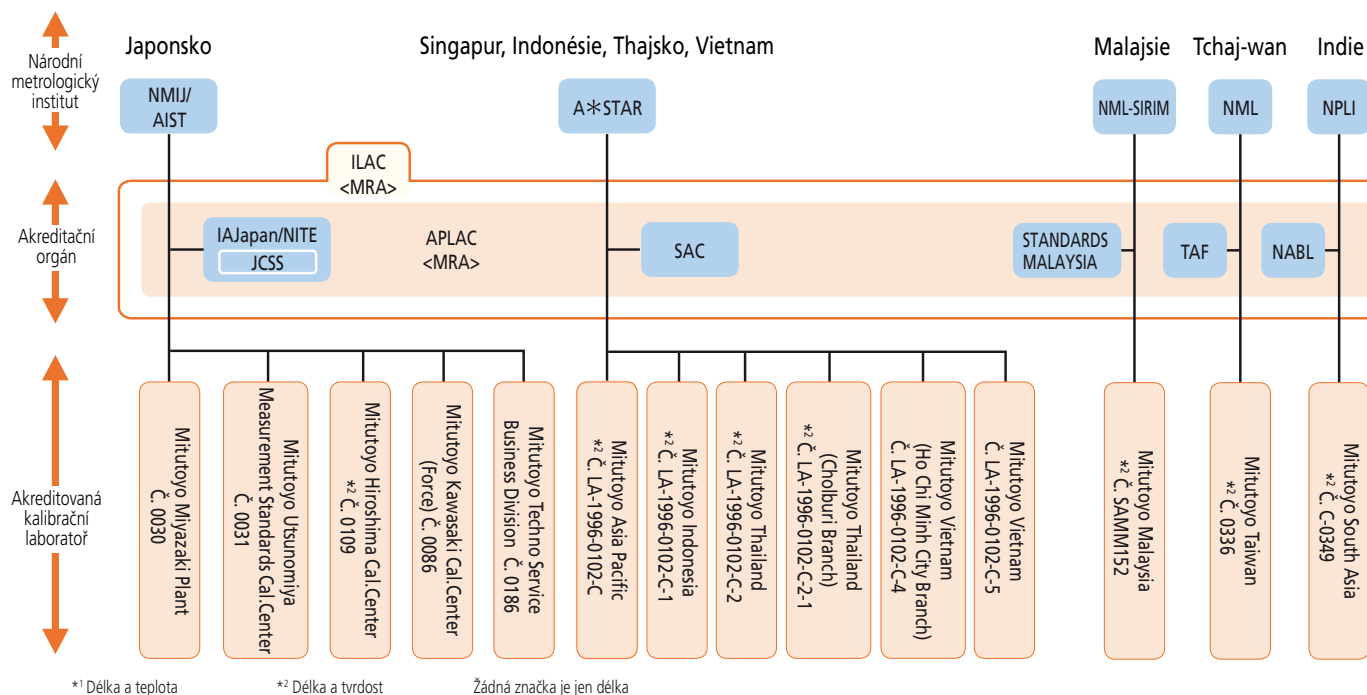 Japonsko
Singapur, Indonésie, Thajsko, Vietnam
Malajsie
Tchaj-wan
Indie
Národní
metrologický
institut
NMIJ/
AIST
A✳STAR
NML-SIRIM
NML
NPLI
ILAC
<MRA>
Akreditační
orgán
IAJapan/NITE
JCSS
APLAC
<MRA>
SAC
STANDARDS
MALAYSIA
TAF
NABL
Akreditovaná
kalibrační
laboratoř
Mitutoyo Miyazaki Plant
Č. 0030
Mitutoyo Utsunomiya
Measurement Standards Cal.Center
Č. 0031
Mitutoyo Hiroshima Cal.Center
*2 Č. 0109
Mitutoyo Kawasaki Cal.Center
(Force) Č. 0086
Mitutoyo Techno Service
Business Division Č. 0186
Mitutoyo Asia Pacific
*2 Č. LA-1996-0102-C
Mitutoyo Indonesia
*2 Č. LA-1996-0102-C-1
Mitutoyo Thailand
*2 Č. LA-1996-0102-C-2
Mitutoyo Thailand
(Cholburi Branch)
*2 Č. LA-1996-0102-C-2-1
Mitutoyo Vietnam
(Ho Chi Minh City Branch)
Č. LA-1996-0102-C-4
Mitutoyo Vietnam
Č. LA-1996-0102-C-5
Mitutoyo Malaysia
*2 Č. SAMM152
Mitutoyo Taiwan
*2 Č. 0336
Mitutoyo South Asia
*2 Č. C-0349
*1 Délka a teplota
*2 Délka a tvrdost
Žádná značka je jen délka